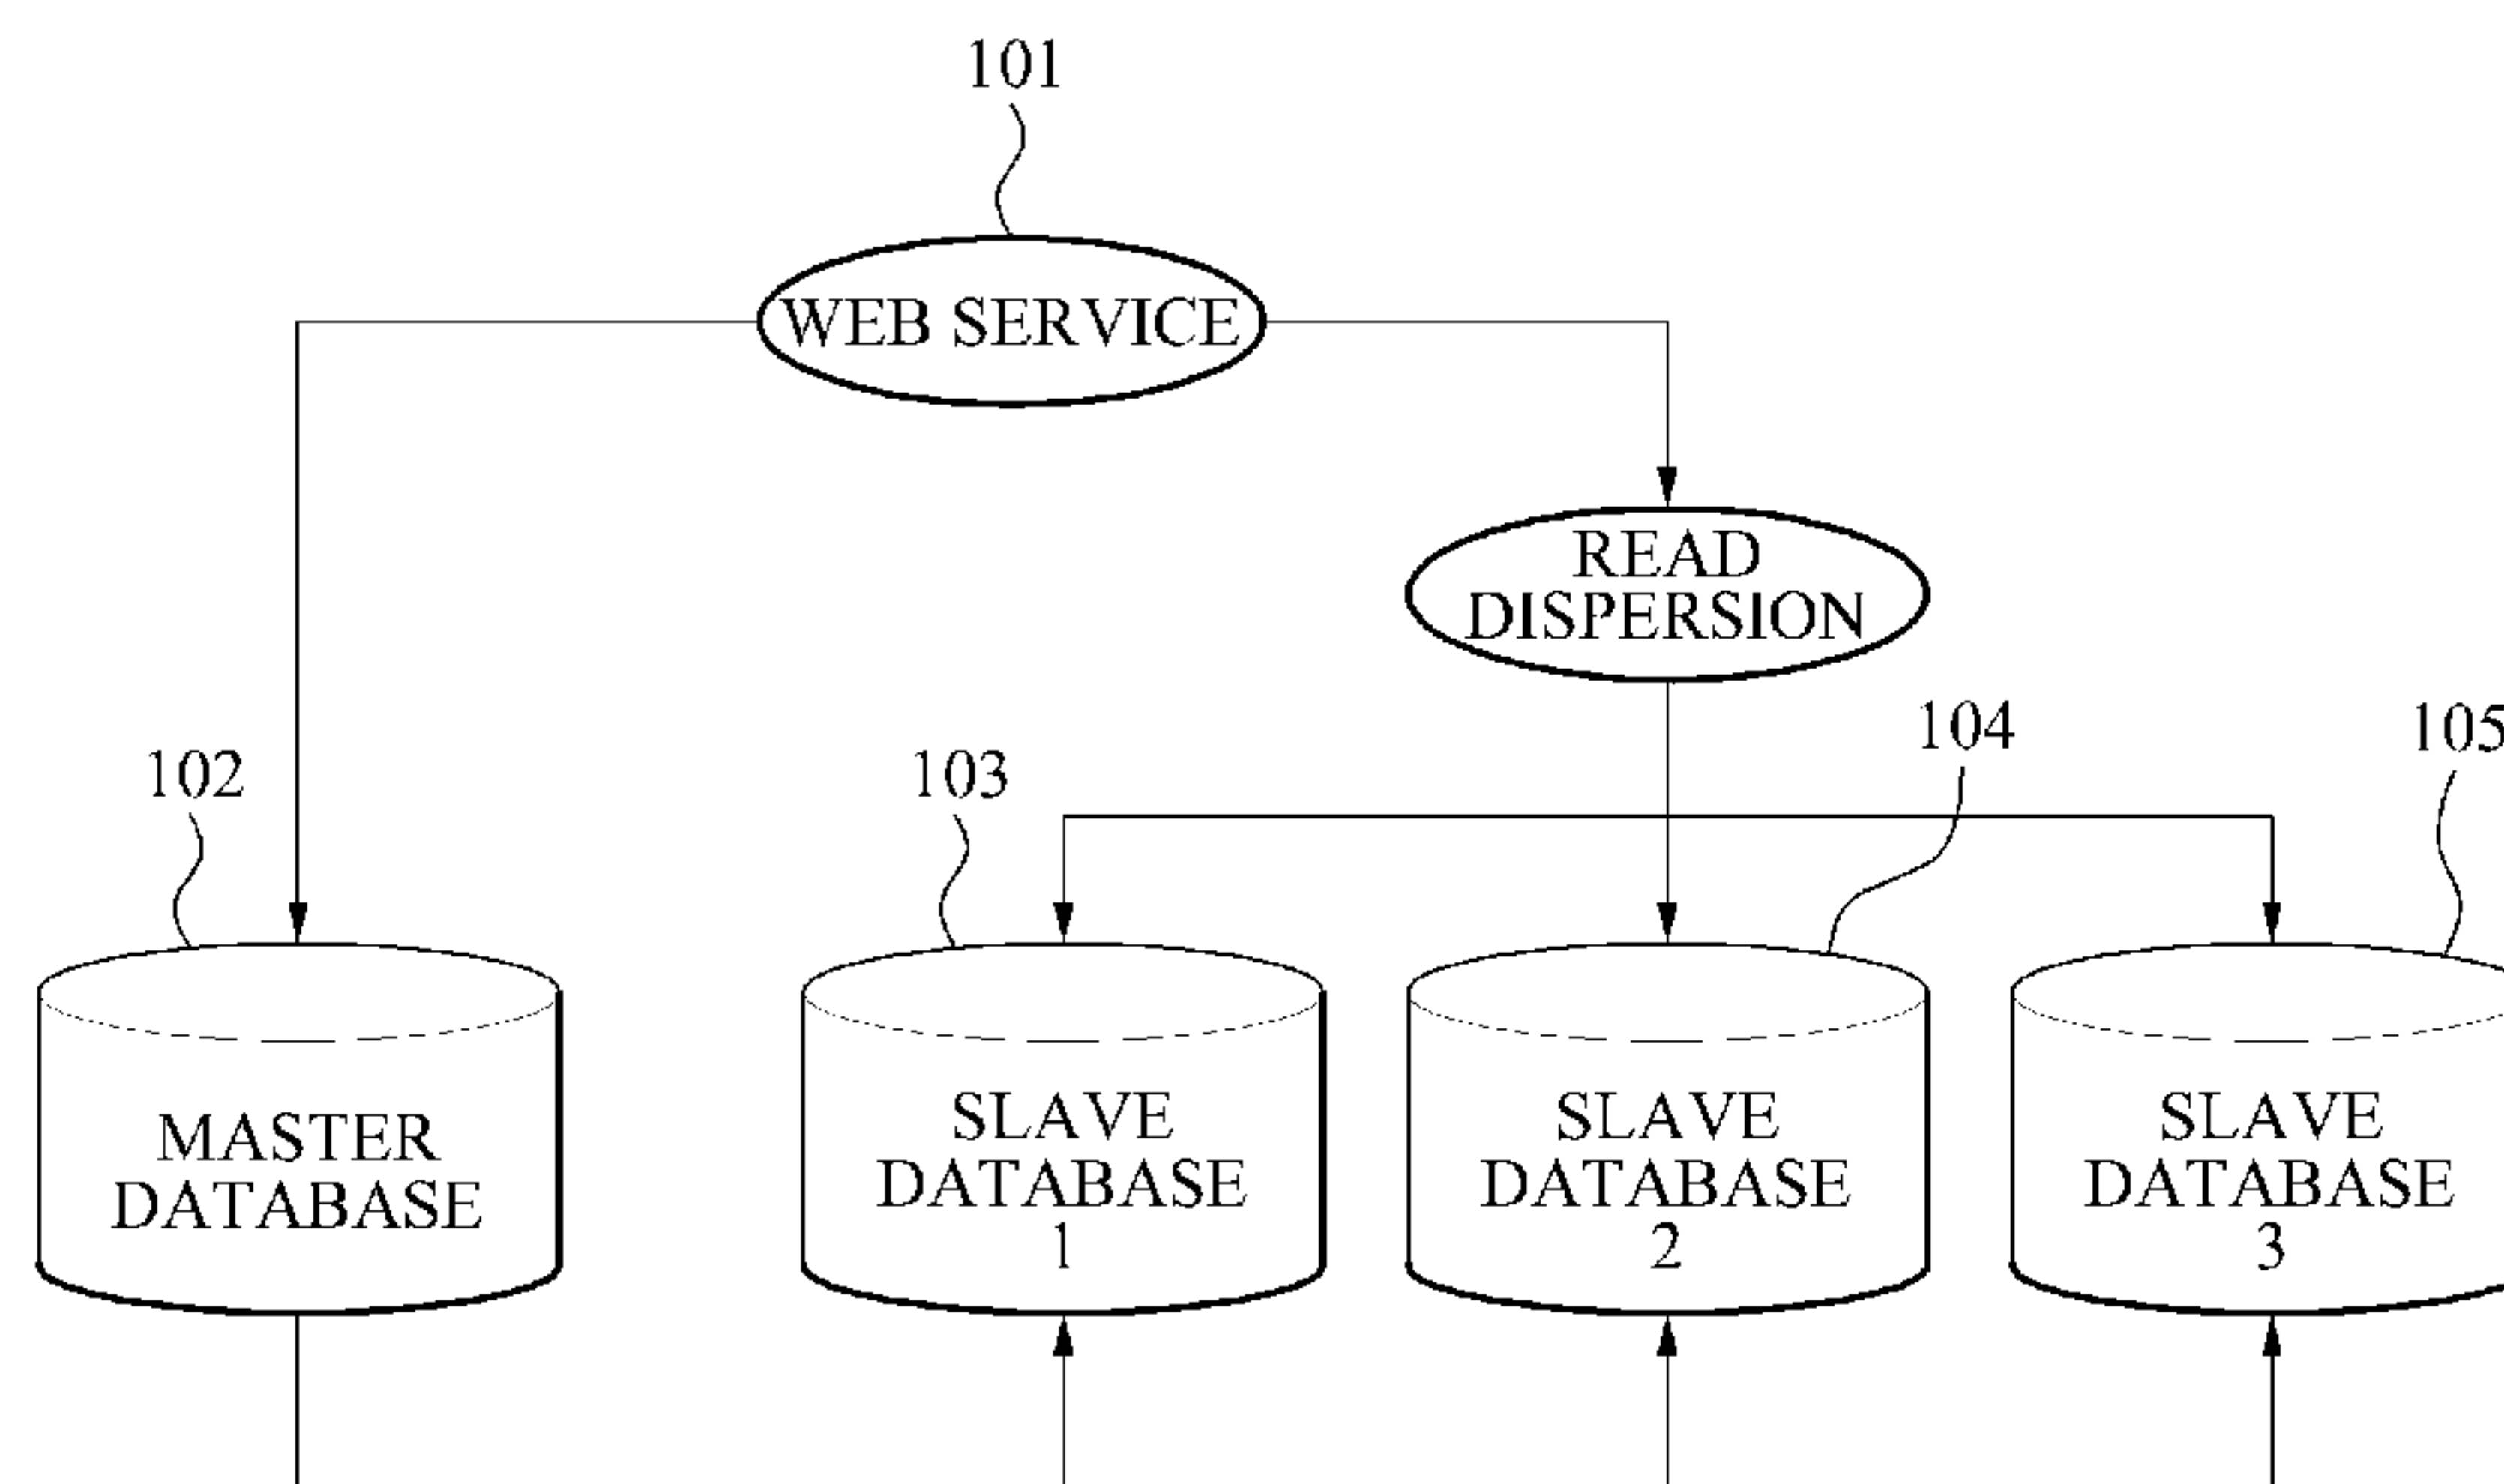 101
WEB SERVICE
READ
DISPERSION
102
103
104
105
MASTER
DATABASE
SLAVE
DATABASE
1
SLAVE
DATABASE
2
SLAVE
DATABASE
3